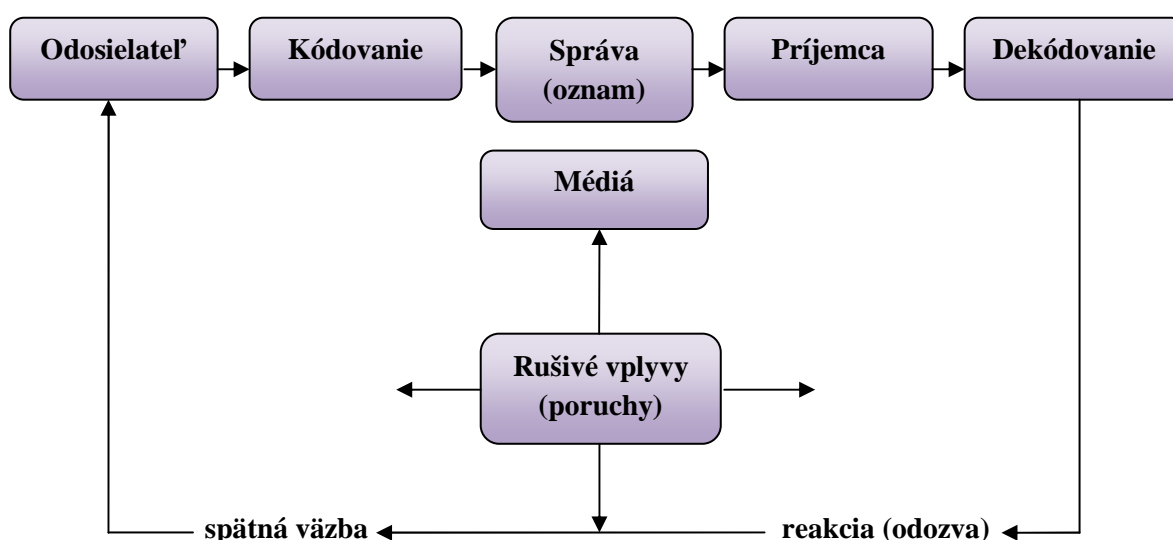 Odosielateľ
Kódovanie
Správa
(oznam)
Príjemca
Dekódovanie
Médiá
Rušivé vplyvy
(poruchy)
spätná väzba
reakcia (odozva)